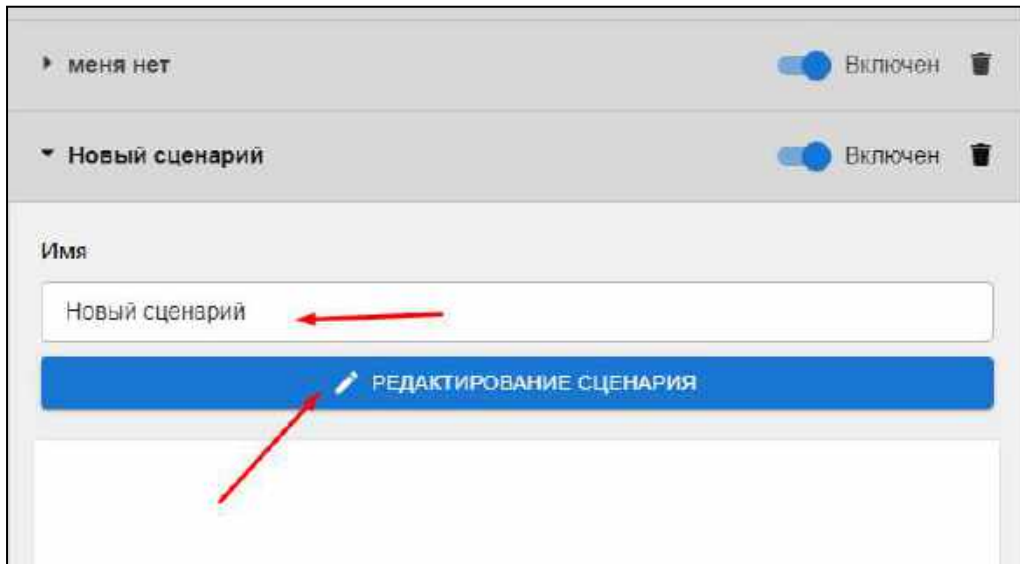 меня нет Включен
Новый сценарий Включен
Имя
Новый сценарий
РЕДАКТИРОВАНИЕ СЦЕНАРИЯ